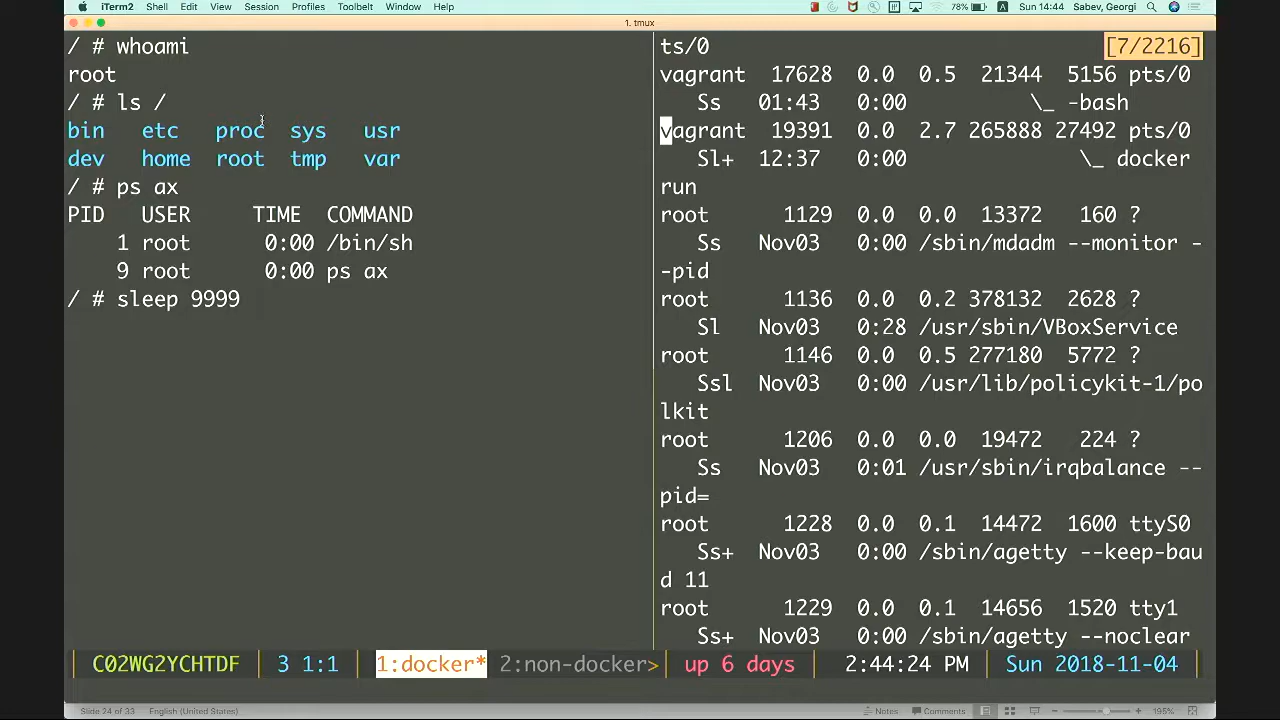 iTerm2 Shell Edit View Session Profiles Toolbelt Window Help 78% A Sun 14:44 Sabev, Georgi
1. tmux
/ # whoami
root
/ # ls /
bin etc proc sys usr
dev home root tmp var
/ # ps ax
PID USER TIME COMMAND
1 root 0:00 /bin/sh
9 root 0:00 ps ax
/ # sleep 9999
ts/0 [7/2216]
vagrant 17628 0.0 0.5 21344 5156 pts/0
Ss 01:43 0:00 \_ -bash
vagrant 19391 0.0 2.7 265888 27492 pts/0
Sl+ 12:37 0:00 \_ docker
run
root 1129 0.0 0.0 13372 160 ?
Ss Nov03 0:00 /sbin/mdadm --monitor -
-pid
root 1136 0.0 0.2 378132 2628 ?
Sl Nov03 0:28 /usr/sbin/VBoxService
root 1146 0.0 0.5 277180 5772 ?
Ssl Nov03 0:00 /usr/lib/policykit-1/po
lkit
root 1206 0.0 0.0 19472 224 ?
Ss Nov03 0:01 /usr/sbin/irqbalance --
pid=
root 1228 0.0 0.1 14472 1600 ttyS0
Ss+ Nov03 0:00 /sbin/agetty --keep-bau
d 11
root 1229 0.0 0.1 14656 1520 tty1
Ss+ Nov03 0:00 /sbin/agetty --noclear
C02WG2YCHTDF 3 1:1 1:docker* 2:non-docker> up 6 days 2:44:24 PM Sun 2018-11-04
Slide 24 of 33 English (United States) Notes Comments 195%